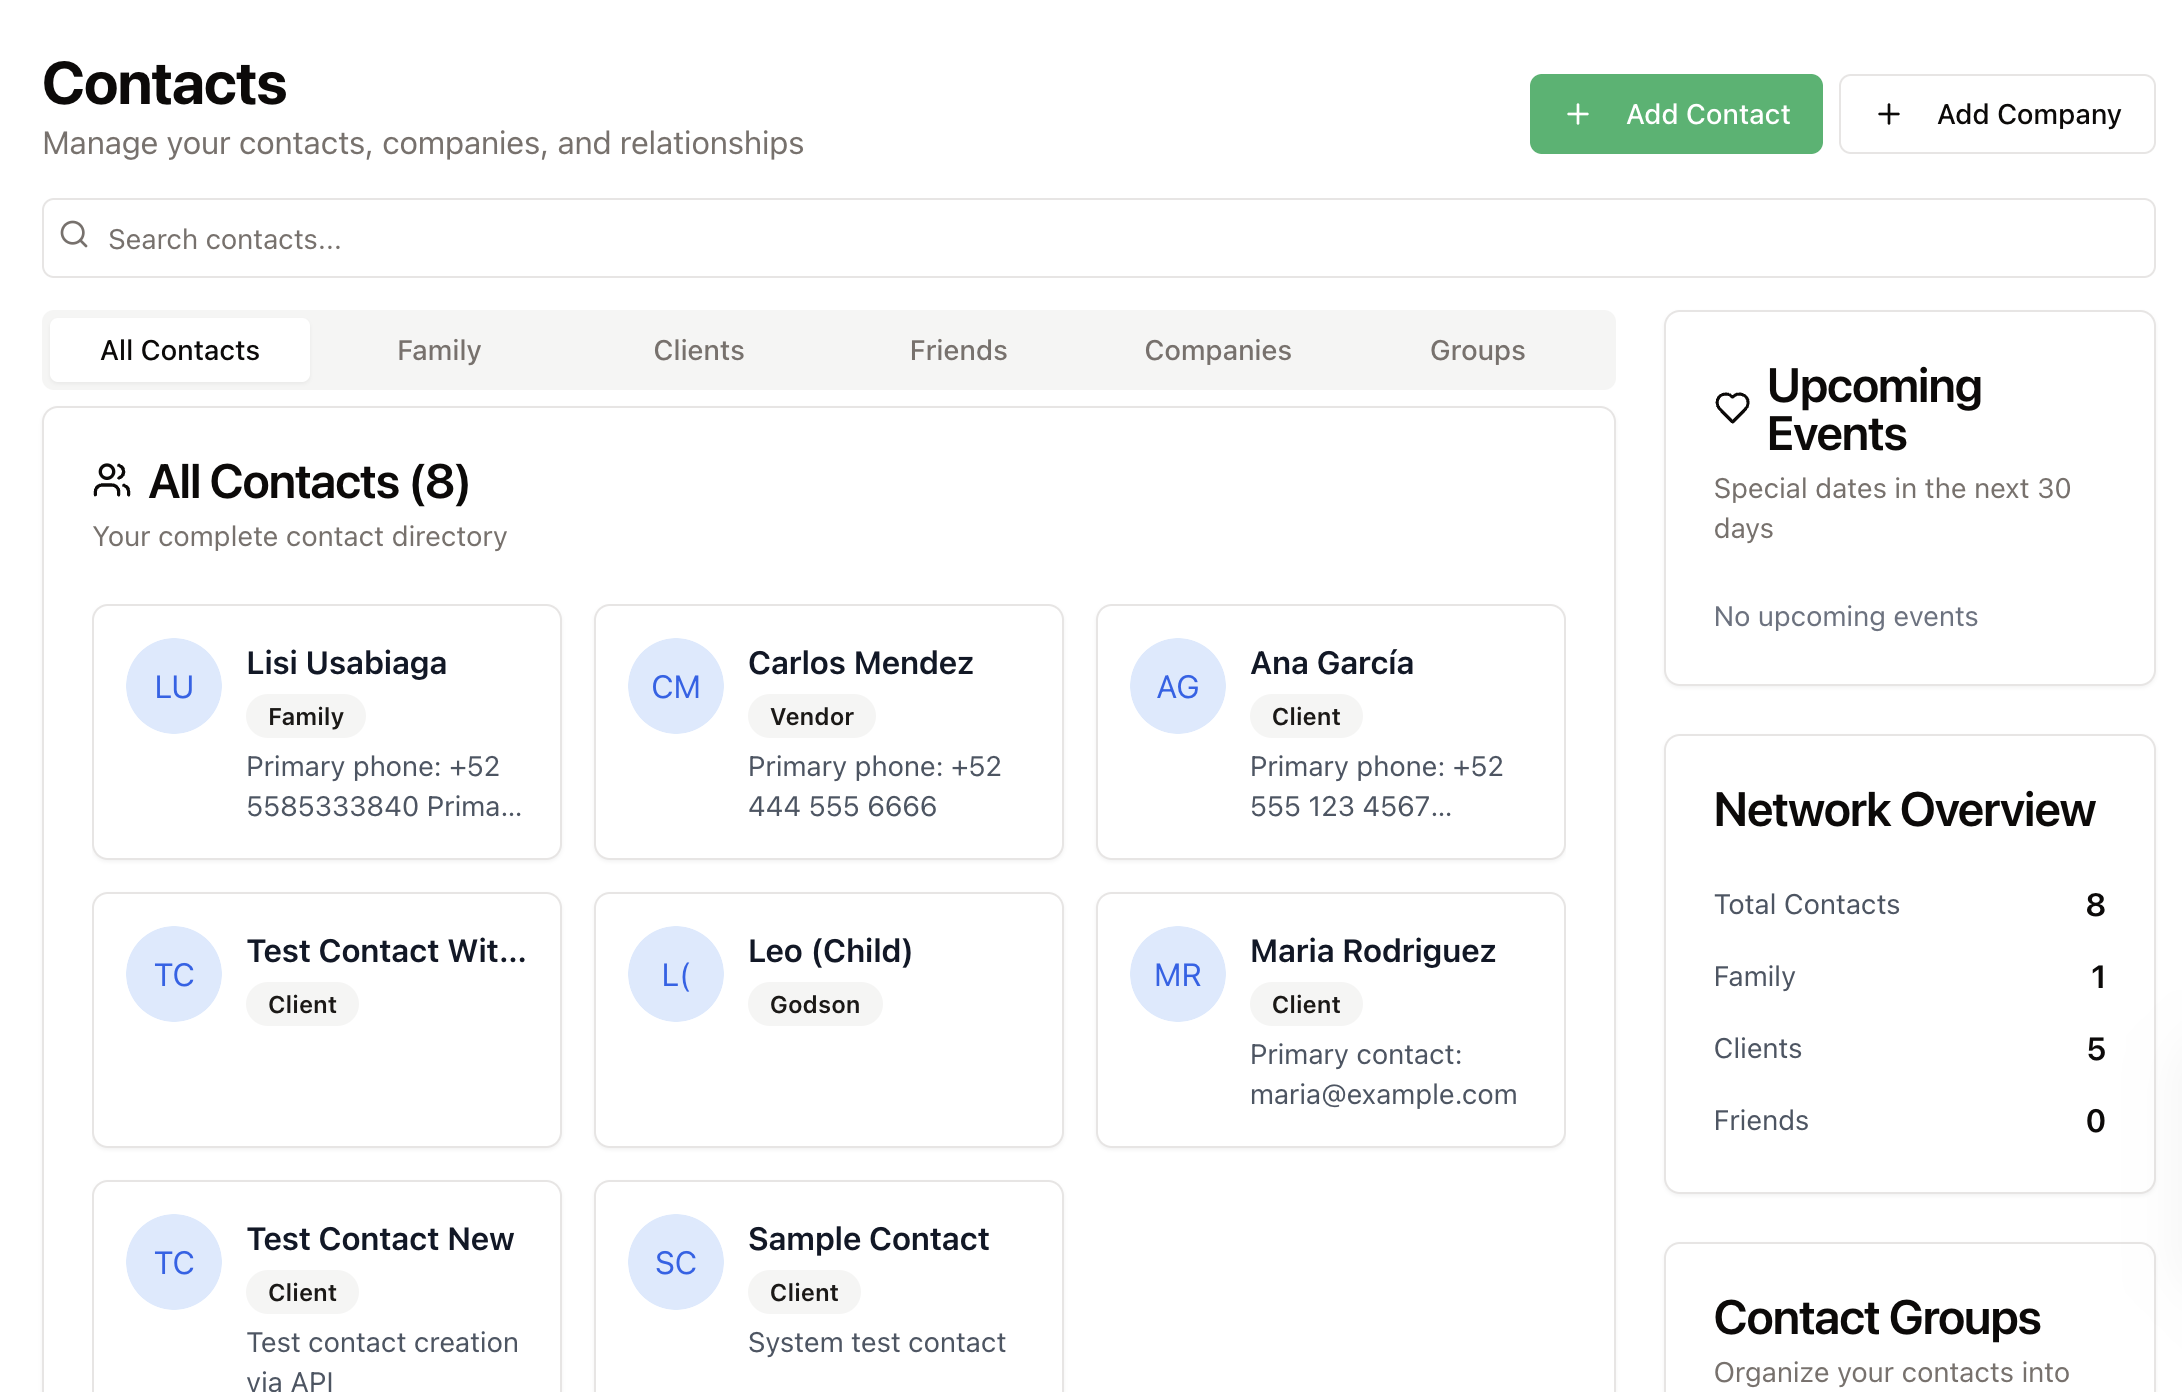 Contacts
Manage your contacts, companies, and relationships
Add Contact
Add Company
Search contacts...
All Contacts
Family
Clients
Friends
Companies
Groups
All Contacts (8)
Your complete contact directory
LU
Lisi Usabiaga
Family
Primary phone: +52
5585333840 Prima...
CM
Carlos Mendez
Vendor
Primary phone: +52
444 555 6666
AG
Ana García
Client
Primary phone: +52
555 123 4567...
TC
Test Contact Wit...
Client
L(
Leo (Child)
Godson
MR
Maria Rodriguez
Client
Primary contact:
maria@example.com
TC
Test Contact New
Client
Test contact creation
via API
SC
Sample Contact
Client
System test contact
Upcoming
Events
Special dates in the next 30
days
No upcoming events
Network Overview
Total Contacts 8
Family 1
Clients 5
Friends 0
Contact Groups
Organize your contacts into